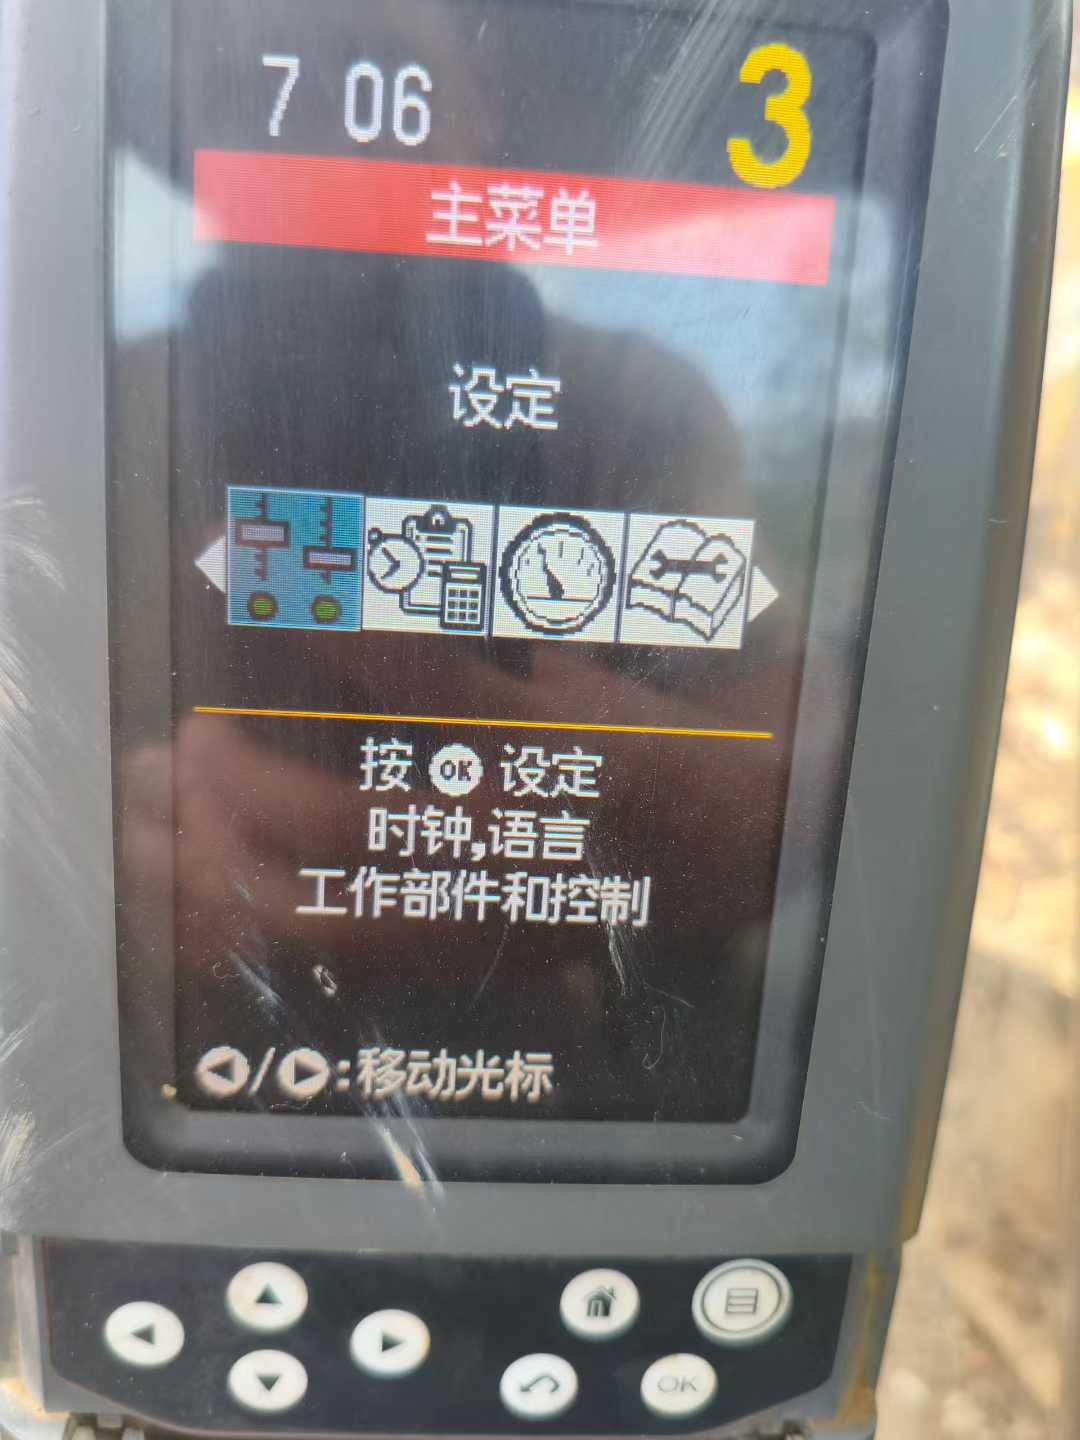 7 06 3
主菜单
设定
按 OK 设定
时钟,语言
工作部件和控制
◀/▶:移动光标
OK